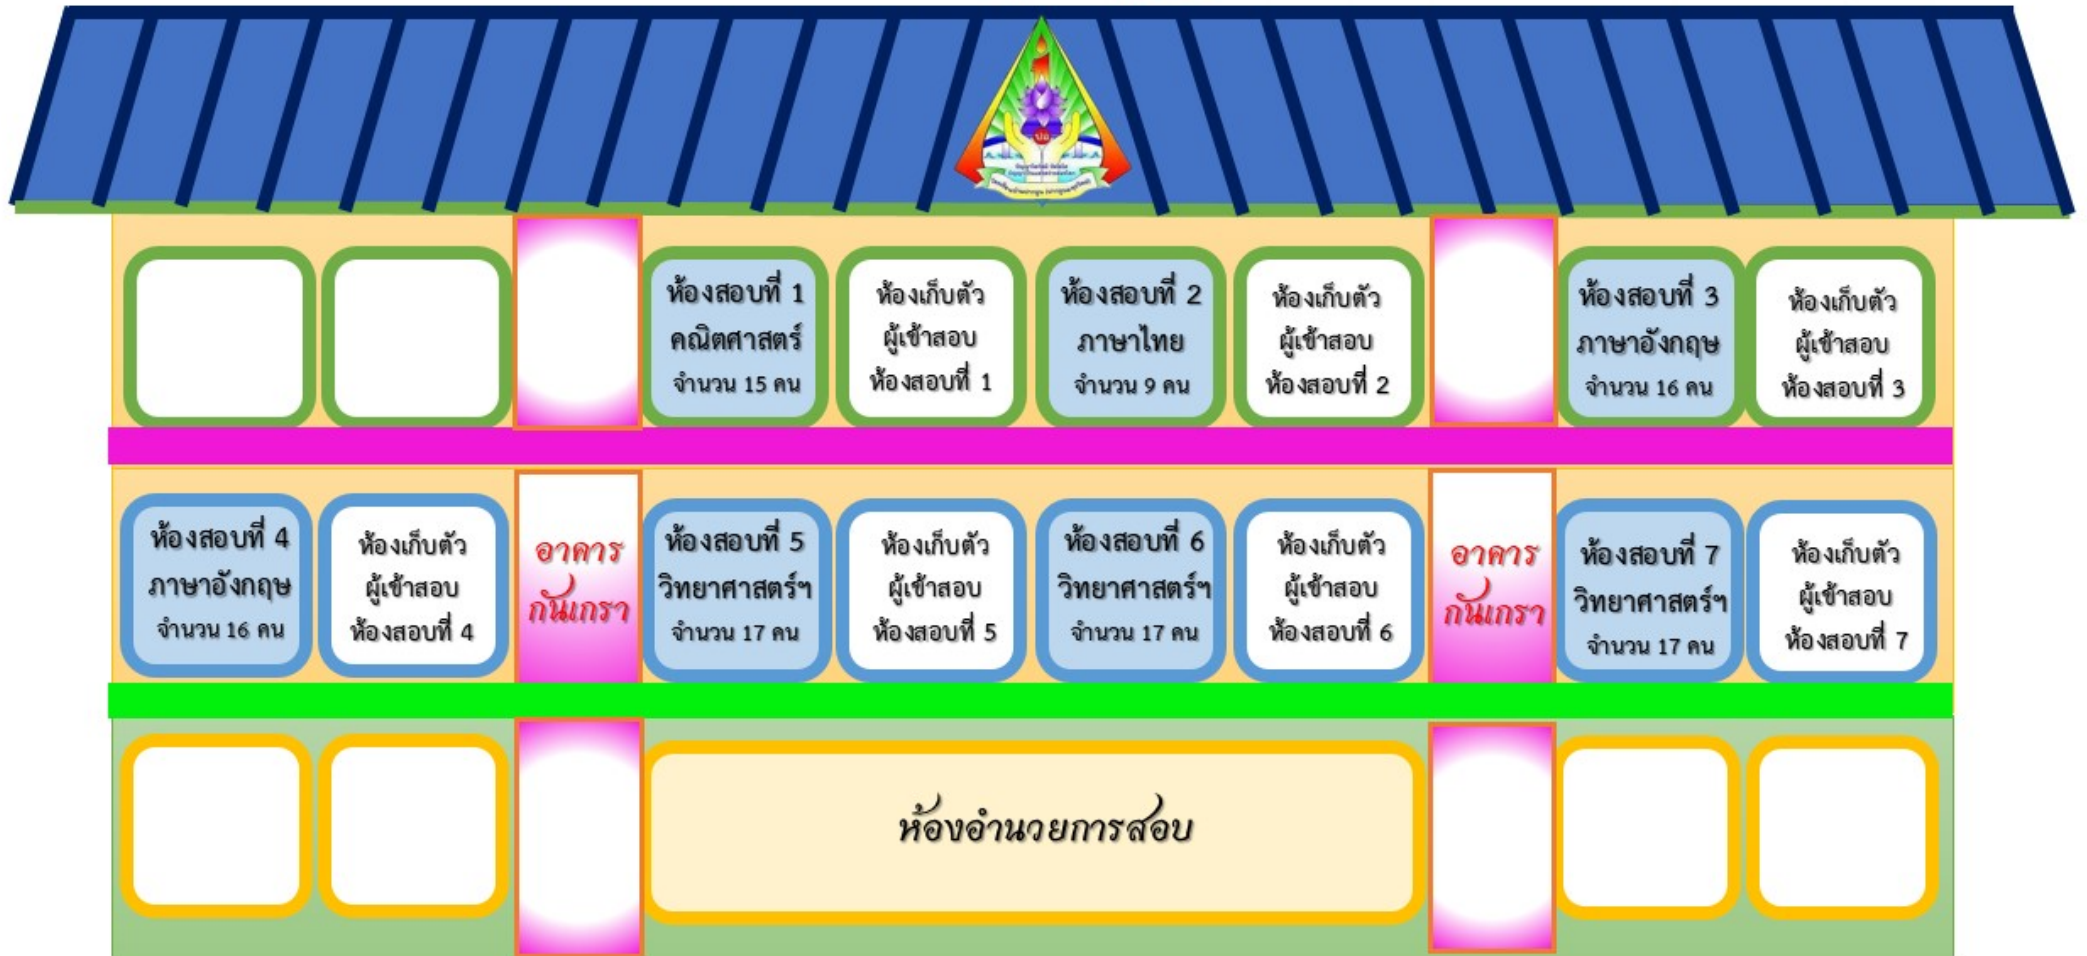 ห้องสอบที่ 1
คณิตศาสตร์
จำนวน 15 คน
ห้องเก็บตัว
ผู้เข้าสอบ
ห้องสอบที่ 1
ห้องสอบที่ 2
ภาษาไทย
จำนวน 9 คน
ห้องเก็บตัว
ผู้เข้าสอบ
ห้องสอบที่ 2
ห้องสอบที่ 3
ภาษาอังกฤษ
จำนวน 16 คน
ห้องเก็บตัว
ผู้เข้าสอบ
ห้องสอบที่ 3
ห้องสอบที่ 4
ภาษาอังกฤษ
จำนวน 16 คน
ห้องเก็บตัว
ผู้เข้าสอบ
ห้องสอบที่ 4
อาคาร
กันเกรา
ห้องสอบที่ 5
วิทยาศาสตร์ฯ
จำนวน 17 คน
ห้องเก็บตัว
ผู้เข้าสอบ
ห้องสอบที่ 5
ห้องสอบที่ 6
วิทยาศาสตร์ฯ
จำนวน 17 คน
ห้องเก็บตัว
ผู้เข้าสอบ
ห้องสอบที่ 6
อาคาร
กันเกรา
ห้องสอบที่ 7
วิทยาศาสตร์ฯ
จำนวน 17 คน
ห้องเก็บตัว
ผู้เข้าสอบ
ห้องสอบที่ 7
ห้องอำนวยการสอบ